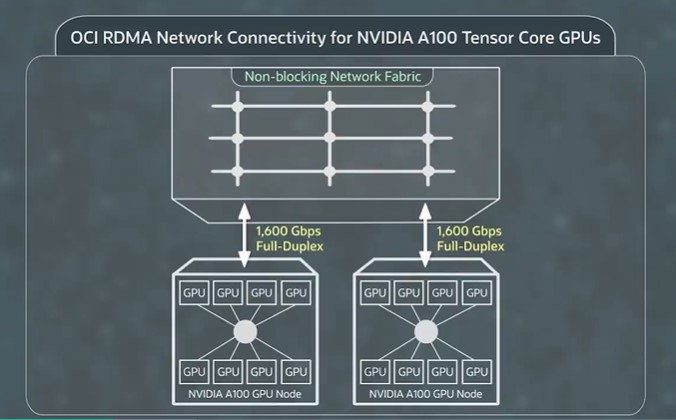 OCI RDMA Network Connectivity for NVIDIA A100 Tensor Core GPUs
Non-blocking Network Fabric
1,600 Gbps
Full-Duplex
1,600 Gbps
Full-Duplex
GPU GPU GPU GPU
GPU GPU GPU GPU
NVIDIA A100 GPU Node
GPU GPU GPU GPU
GPU GPU GPU GPU
NVIDIA A100 GPU Node